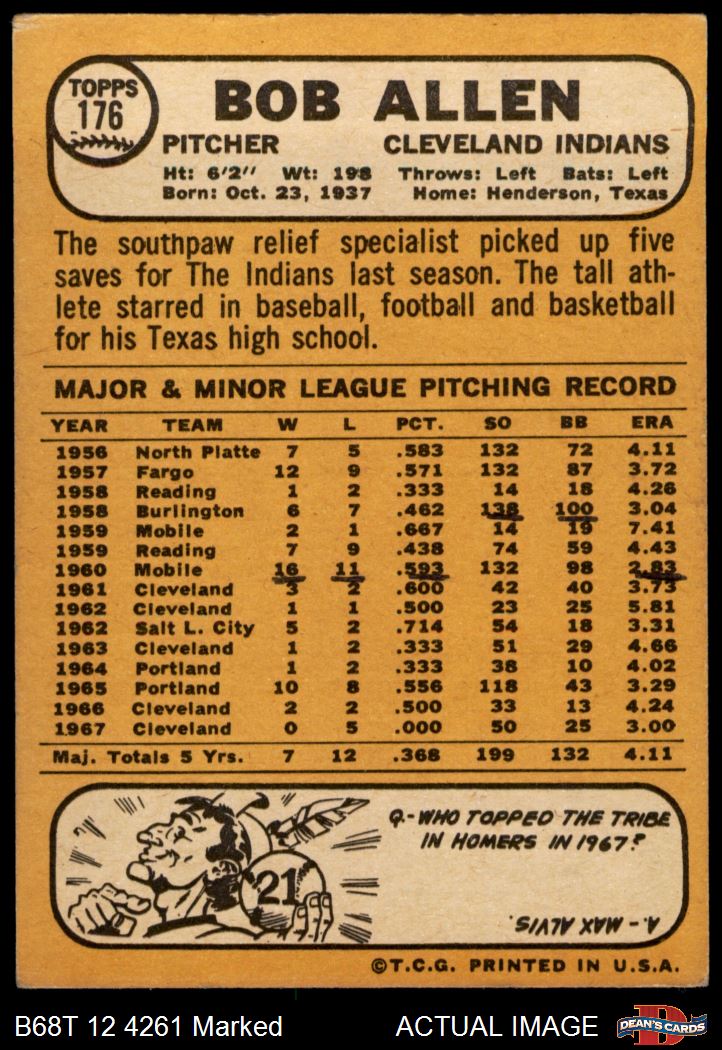 TOPPS
176
BOB ALLEN
PITCHER CLEVELAND INDIANS
Ht: 6'2" Wt: 198 Throws: Left Bats: Left
Born: Oct. 23, 1937 Home: Henderson, Texas
The southpaw relief specialist picked up five
saves for The Indians last season. The tall ath-
lete starred in baseball, football and basketball
for his Texas high school.
MAJOR & MINOR LEAGUE PITCHING RECORD
YEAR TEAM W L PCT. SO BB ERA
1956 North Platte 7 5 .583 132 72 4.11
1957 Fargo 12 9 .571 132 87 3.72
1958 Reading 1 2 .333 14 18 4.26
1958 Burlington 6 7 .462 138 100 3.04
1959 Mobile 2 1 .667 14 19 7.41
1959 Reading 7 9 .438 74 59 4.43
1960 Mobile 16 11 .593 132 98 2.83
1961 Cleveland 3 2 .600 42 40 3.73
1962 Cleveland 1 1 .500 23 25 5.81
1962 Salt L. City 5 2 .714 54 18 3.31
1963 Cleveland 1 2 .333 51 29 4.66
1964 Portland 1 2 .333 38 10 4.02
1965 Portland 10 8 .556 118 43 3.29
1966 Cleveland 2 2 .500 33 13 4.24
1967 Cleveland 0 5 .000 50 25 3.00
Maj. Totals 5 Yrs. 7 12 .368 199 132 4.11
Q-WHO TOPPED THE TRIBE
IN HOMERS IN 1967?
21
A. - MAX ALVIS.
©T.C.G. PRINTED IN U.S.A.
B68T 12 4261 Marked ACTUAL IMAGE
D
DEAN'S CARDS